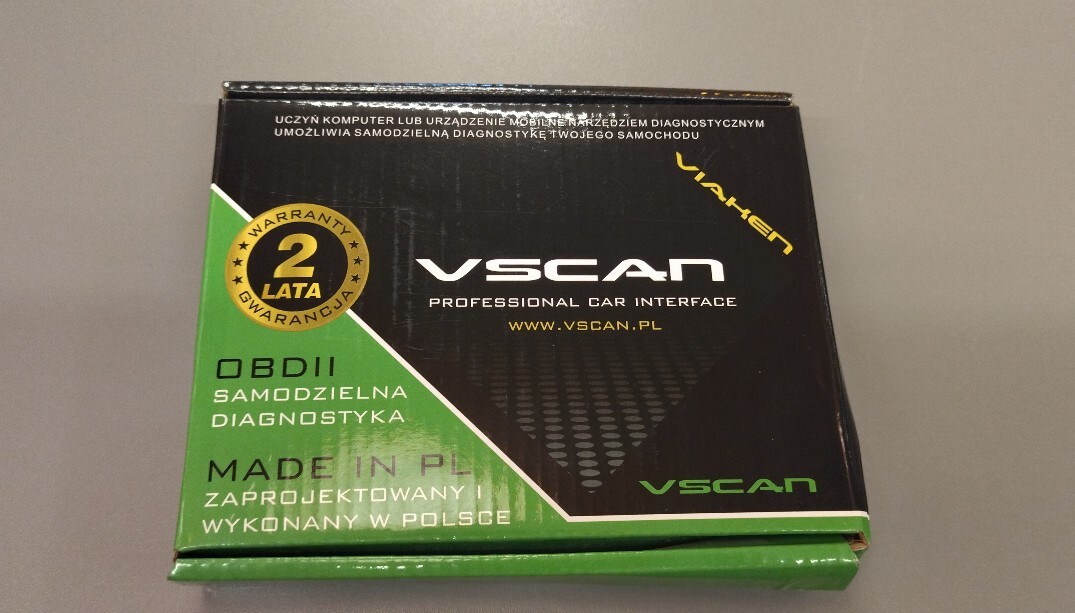 UCZYŃ KOMPUTER LUB URZĄDZENIE MOBILNE NARZĘDZIEM DIAGNOSTYCZNYM
UMOŻLIWIA SAMODZIELNĄ DIAGNOSTYKĘ TWOJEGO SAMOCHODU
VIAKEN
WARRANTY
2
LATA
GWARANCJA
VSCAN
PROFESSIONAL CAR INTERFACE
WWW.VSCAN.PL
OBDII
SAMODZIELNA
DIAGNOSTYKA
MADE IN PL
ZAPROJEKTOWANY I
WYKONANY W POLSCE
VSCAN